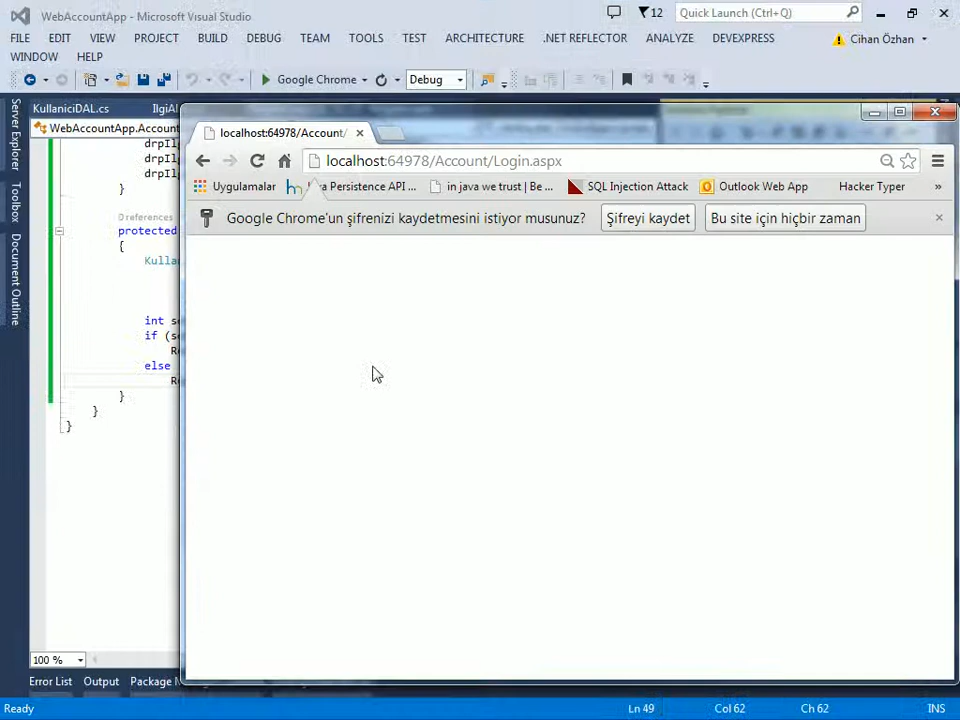 WebAccountApp - Microsoft Visual Studio
12
Quick Launch (Ctrl+Q)
FILE EDIT VIEW PROJECT BUILD DEBUG TEAM TOOLS TEST ARCHITECTURE .NET REFLECTOR ANALYZE DEVEXPRESS
Cihan Özhan
WINDOW HELP
Google Chrome
Debug
Server Explorer
Toolbox
Document Outline
KullaniciDAL.cs
WebAccountApp.Account
localhost:64978/Account/
localhost:64978/Account/Login.aspx
Uygulamalar
Persistence API ...
in java we trust | Be ...
SQL Injection Attack
Outlook Web App
Hacker Typer
»
Google Chrome'un şifrenizi kaydetmesini istiyor musunuz?
Şifreyi kaydet
Bu site için hiçbir zaman
}
0 references
protected
{
int
if
else
}
}
}
100 %
Error List Output Package
Ready
Ln 49
Col 62
Ch 62
INS